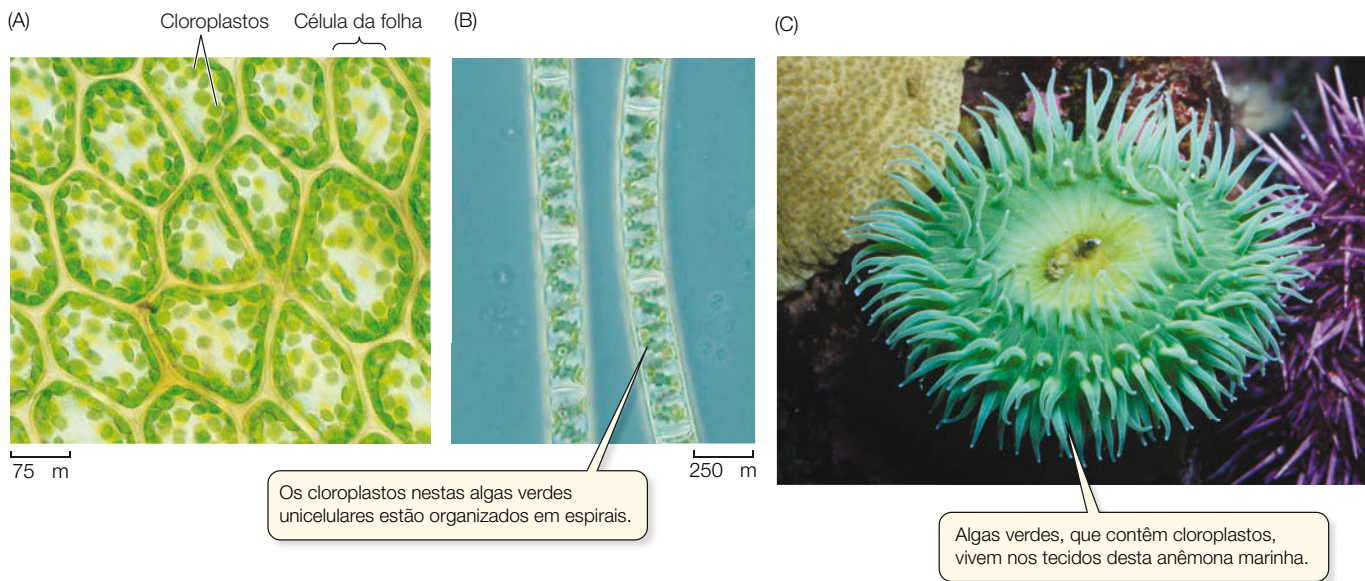 (A)
Cloroplastos
Célula da folha
75 m
(B)
Os cloroplastos nestas algas verdes
unicelulares estão organizados em espirais.
250 m
(C)
Algas verdes, que contêm cloroplastos,
vivem nos tecidos desta anêmona marinha.